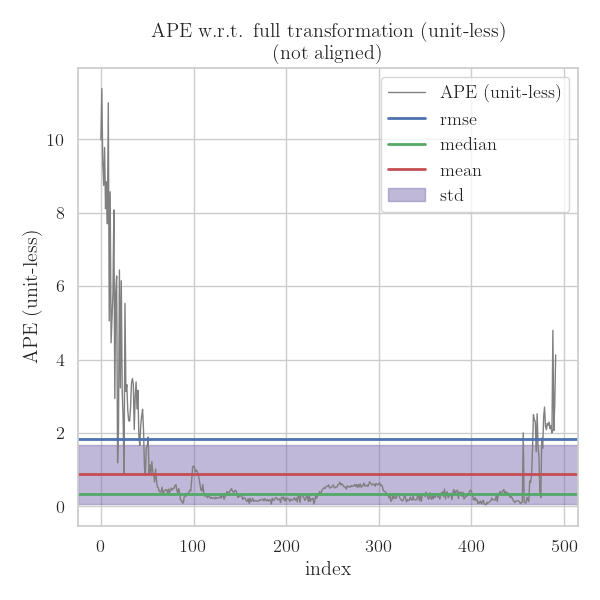 APE w.r.t. full transformation (unit-less)
(not aligned)
APE (unit-less)
rmse
median
mean
std
APE (unit-less)
10
8
6
4
2
0
0
100
200
300
400
500
index